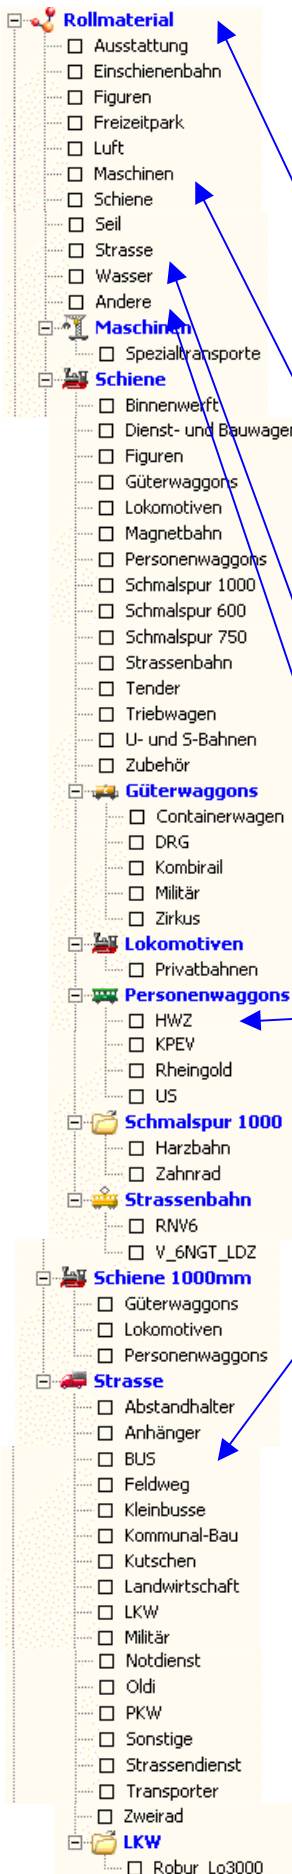 Rollmaterial
Ausstattung
Einschienenbahn
Figuren
Freizeitpark
Luft
Maschinen
Schiene
Seil
Strasse
Wasser
Andere
Maschinen
Spezialtransporte
Schiene
Binnenwerft
Dienst- und Bauwagen
Figuren
Güterwaggons
Lokomotiven
Magnetbahn
Personenwaggons
Schmalspur 1000
Schmalspur 600
Schmalspur 750
Strassenbahn
Tender
Triebwagen
U- und S-Bahnen
Zubehör
Güterwaggons
Containerwagen
DRG
Kombirail
Militär
Zirkus
Lokomotiven
Privatbahnen
Personenwaggons
HWZ
KPEV
Rheingold
US
Schmalspur 1000
Harzbahn
Zahnrad
Strassenbahn
RNV6
V_6NGT_LDZ
Schiene 1000mm
Güterwaggons
Lokomotiven
Personenwaggons
Strasse
Abstandhalter
Anhänger
BUS
Feldweg
Kleinbusse
Kommunal-Bau
Kutschen
Landwirtschaft
LKW
Militär
Notdienst
Oldi
PKW
Sonstige
Strassendienst
Transporter
Zweirad
LKW
Robur_Lo3000